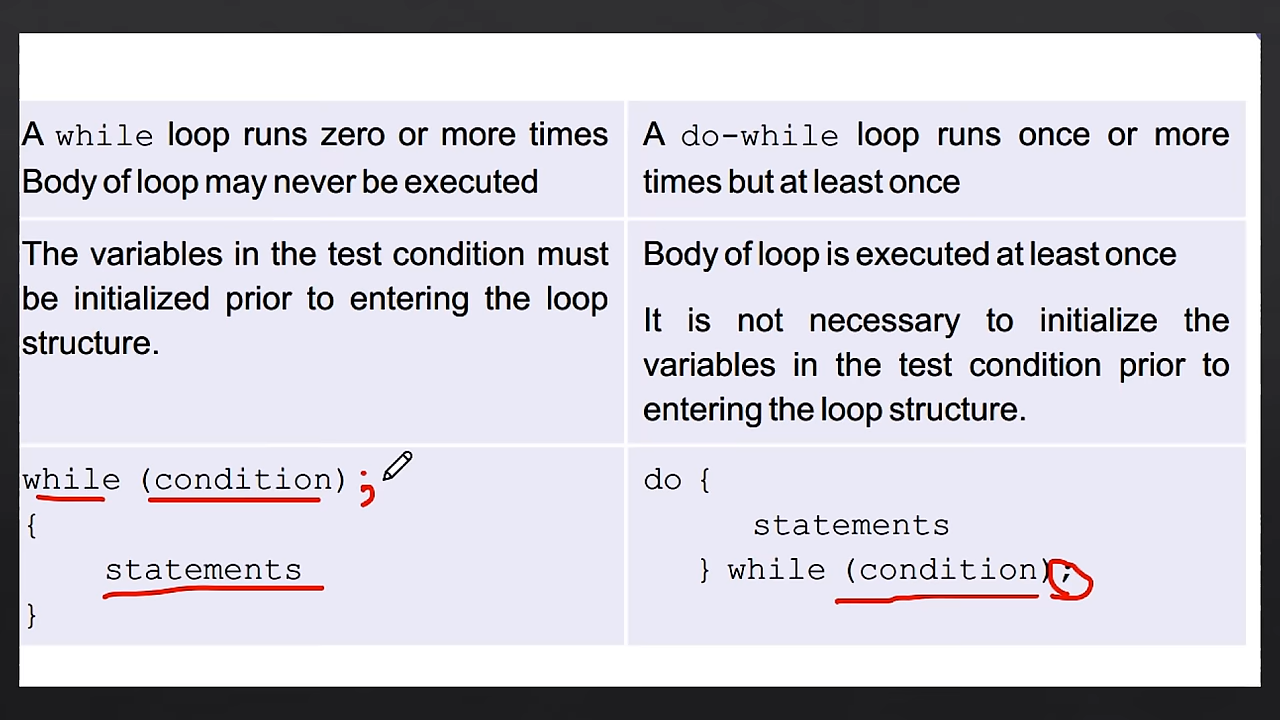 A while loop runs zero or more times
Body of loop may never be executed
A do-while loop runs once or more
times but at least once
The variables in the test condition must
be initialized prior to entering the loop
structure.
Body of loop is executed at least once
It is not necessary to initialize the
variables in the test condition prior to
entering the loop structure.
while (condition) ;
{
statements
}
do {
statements
} while (condition);